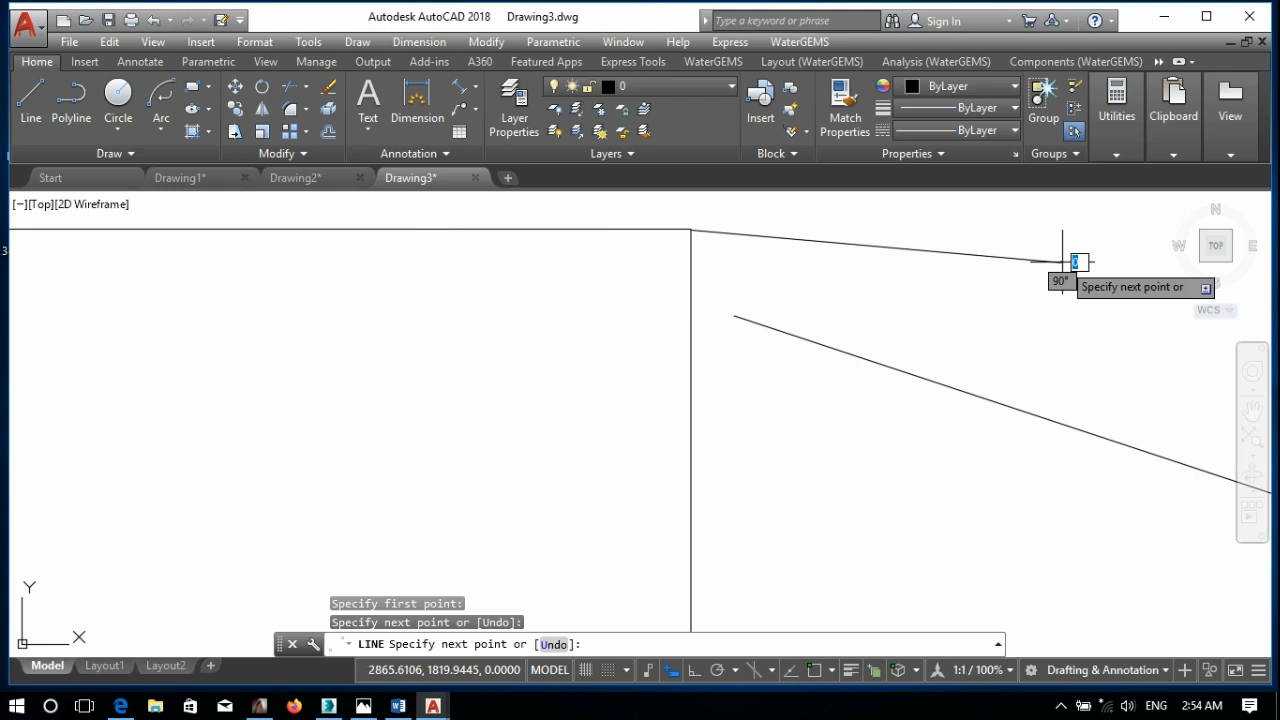 Autodesk AutoCAD 2018 Drawing3.dwg Type a keyword or phrase Sign In
File Edit View Insert Format Tools Draw Dimension Modify Parametric Window Help Express WaterGEMS
Home Insert Annotate Parametric View Manage Output Add-ins A360 Featured Apps Express Tools WaterGEMS Layout (WaterGEMS) Analysis (WaterGEMS) Components (WaterGEMS)
0 ByLayer
Line Polyline Circle Arc Text Dimension Layer Properties Insert Match Properties ByLayer Group Utilities Clipboard View
ByLayer
Draw Modify Annotation Layers Block Properties Groups
Start Drawing1* Drawing2* Drawing3*
[−][Top][2D Wireframe]
N
W TOP E
S
3
0
90° Specify next point or
WCS
Y
X
Specify first point:
Specify next point or [Undo]:
LINE Specify next point or [Undo]:
Model Layout1 Layout2 2865.6106, 1819.9445, 0.0000 MODEL 1:1 / 100% Drafting & Annotation
ENG 2:54 AM